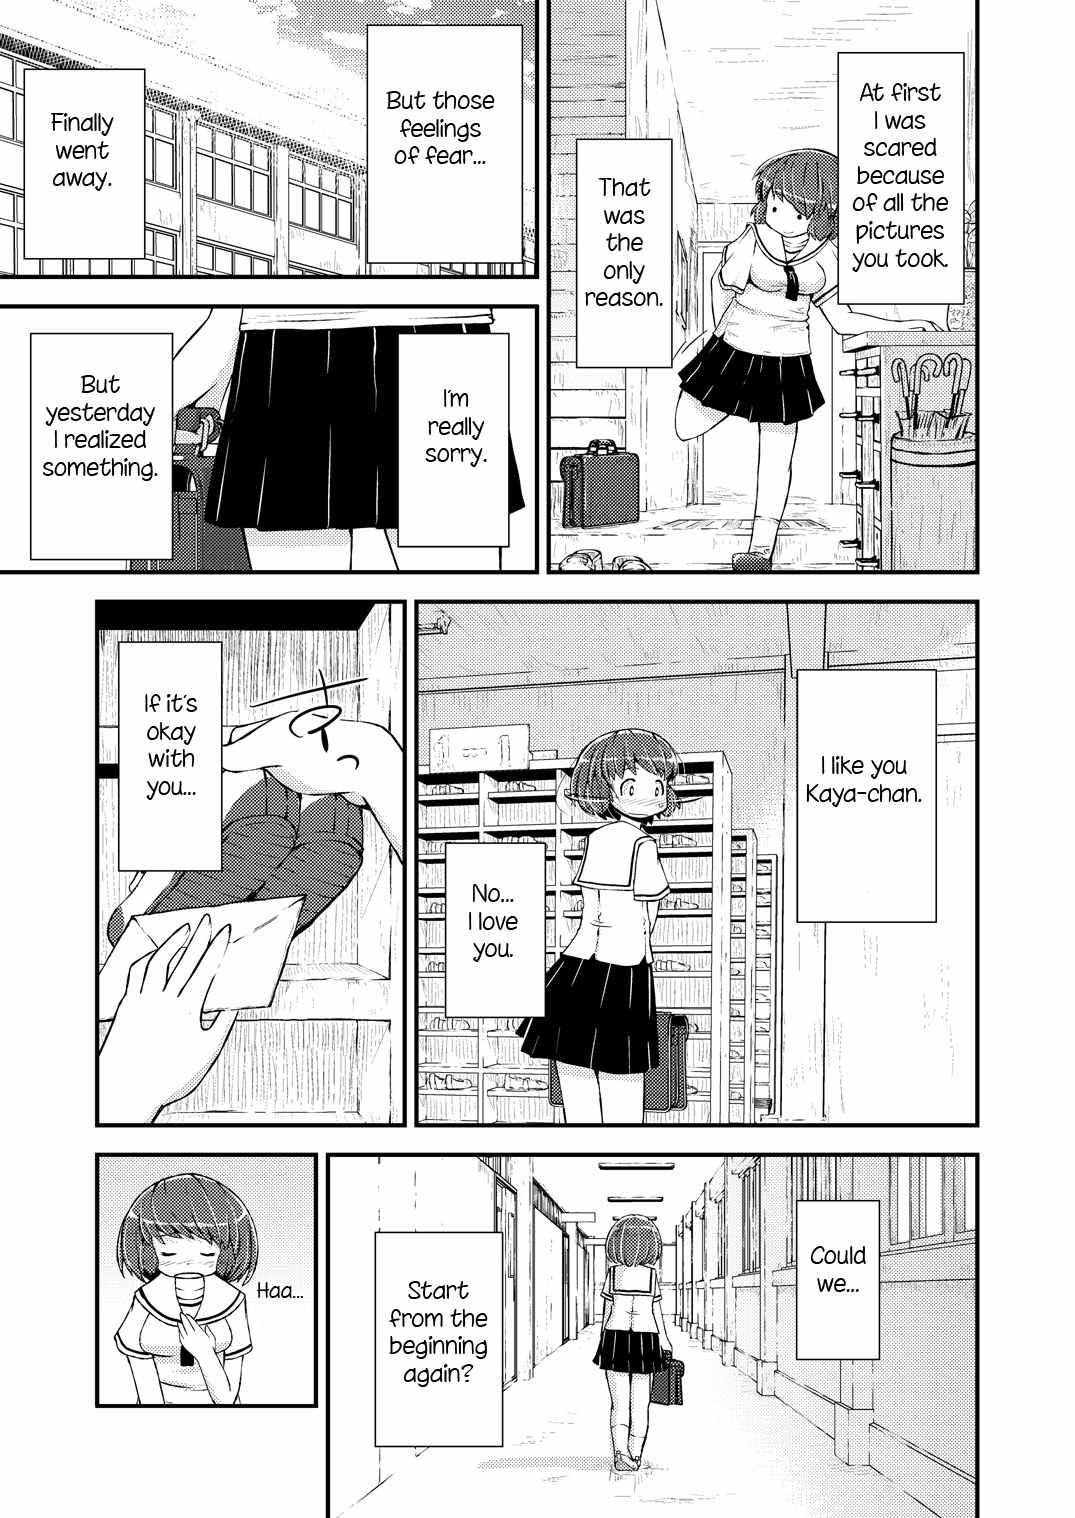 At first
I was
scared
because
of all the
pictures
you took.
That
was
the
only
reason.
But those
feelings
of fear...
Finally
went
away.
I'm
really
sorry.
But
yesterday
I realized
something.
I like you
Kaya-chan.
1-1
No...
I love
you.
If it's
okay
with
you...
Could
we...
Start
from the
beginning
again?
Haa...